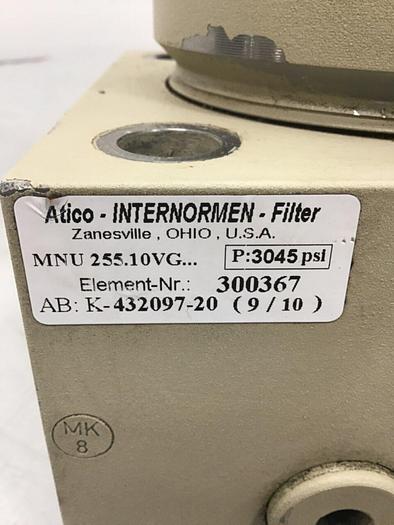 Atico - INTERNORMEN - Filter
Zanesville , OHIO , U.S.A.
MNU 255.10VG... P:3045 psi
Element-Nr.: 300367
AB: K-432097-20 ( 9 / 10 )
MK
8